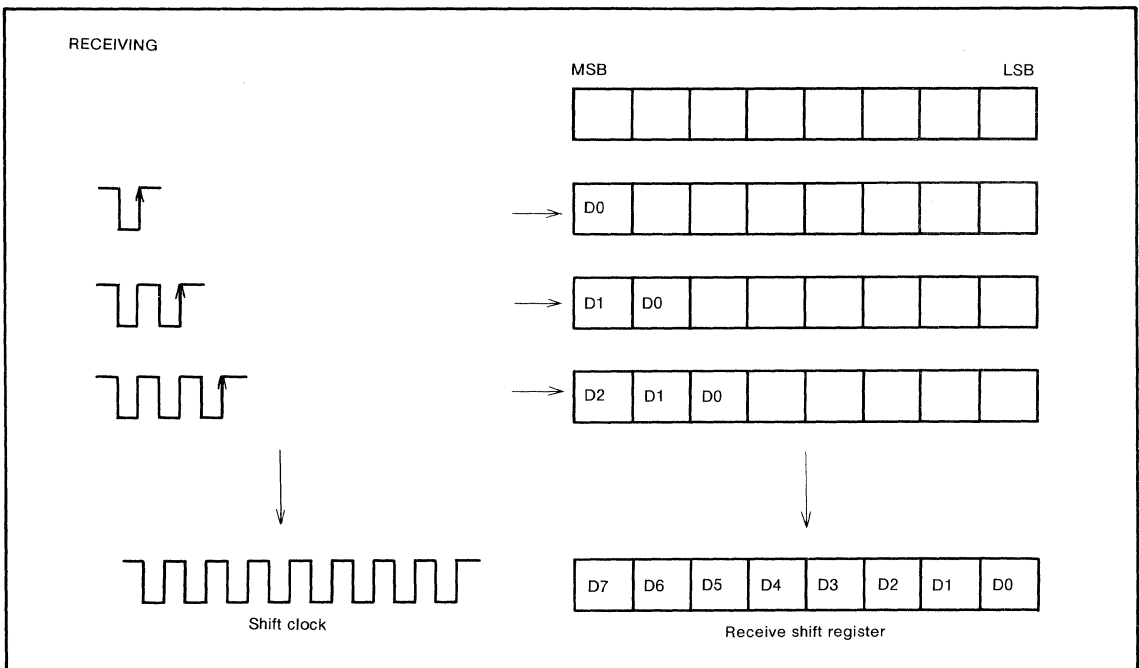 RECEIVING
MSB LSB
D0
D1 D0
D2 D1 D0
D7 D6 D5 D4 D3 D2 D1 D0
Shift clock
Receive shift register